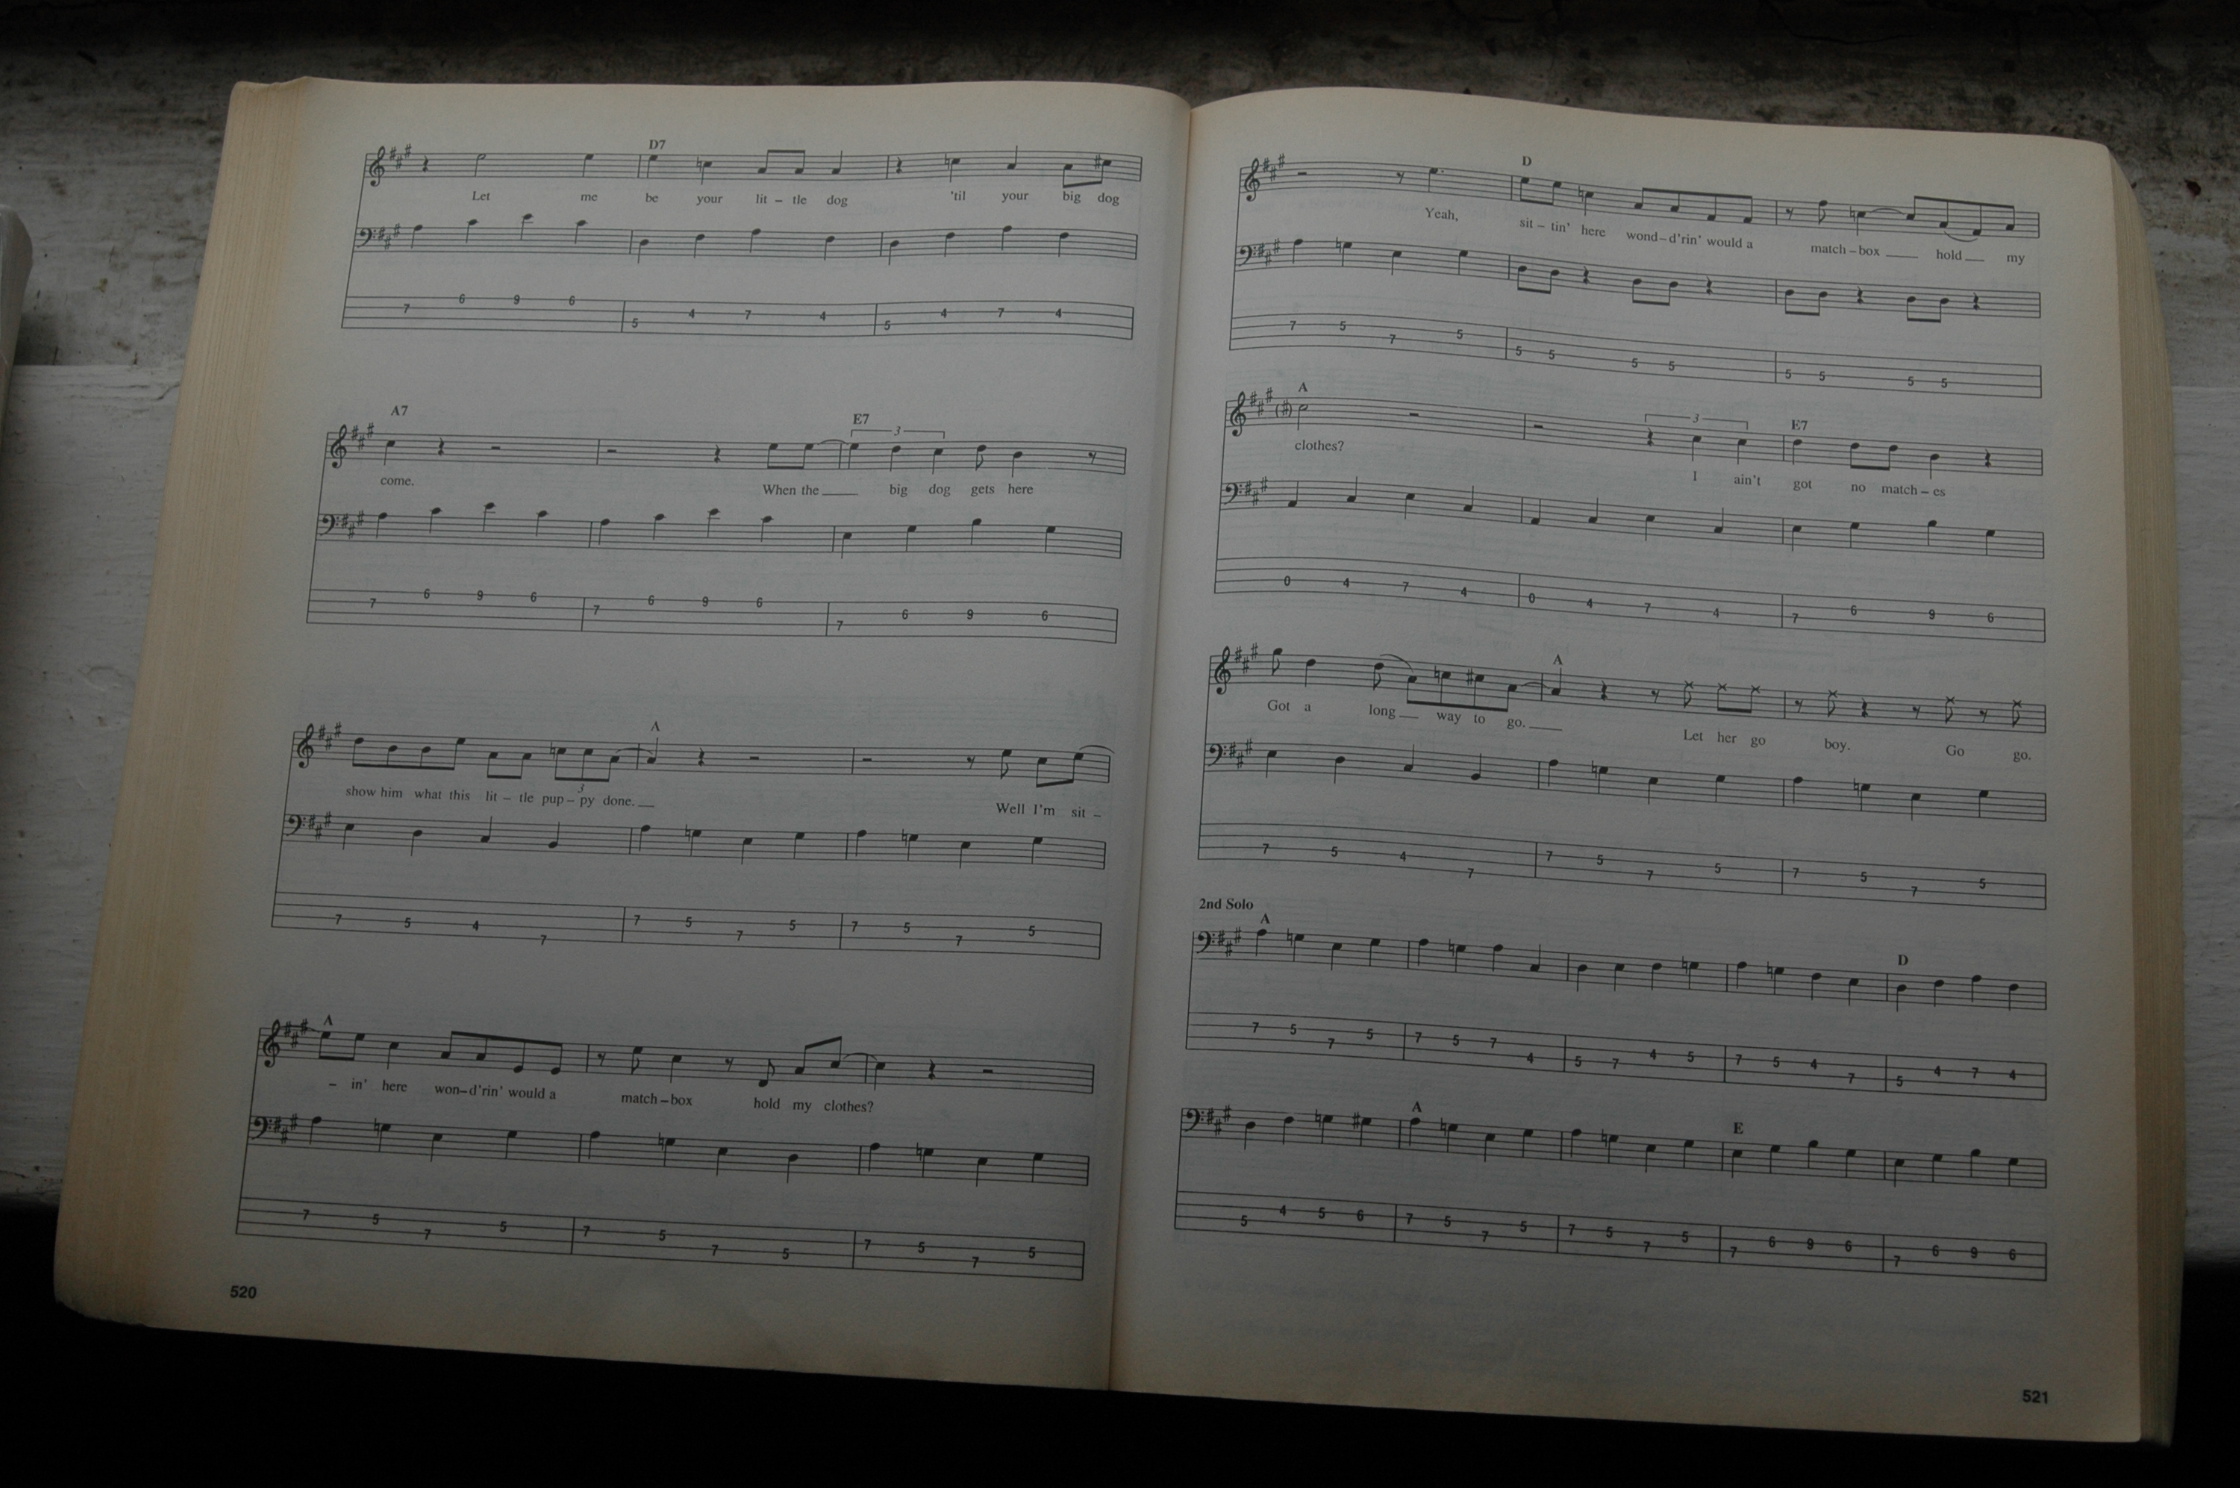 D7
Let me be your lit – tle dog 'til your big dog
7 6 9 6 5 4 7 4 5 4 7 4
A7 E7
3
come. When the ___ big dog gets here
7 6 9 6 7 6 9 6 7 6 9 6
A
3
show him what this lit – tle pup – py done. ___ Well I'm sit –
7 5 4 7 7 5 7 5 7 5 7 5
A
– in' here won–d'rin' would a match–box hold my clothes?
7 5 7 5 7 5 7 5 7 5 7 5
520
D
Yeah, sit – tin' here wond–d'rin' would a match–box ___ hold ___ my
7 5 7 5 5 5 5 5 5 5 5 5
A 3 E7
clothes? I ain't got no match–es
0 4 7 4 0 4 7 4 7 6 9 6
A
Got a long ___ way to go. ___ Let her go boy. Go go.
7 5 4 7 7 5 7 5 7 5 7 5
2nd Solo
A D
7 5 7 5 7 5 7 4 5 7 4 5 7 5 4 7 5 4 7 4
A E
5 4 5 6 7 5 7 5 7 5 7 5 7 6 9 6 7 6 9 6
521